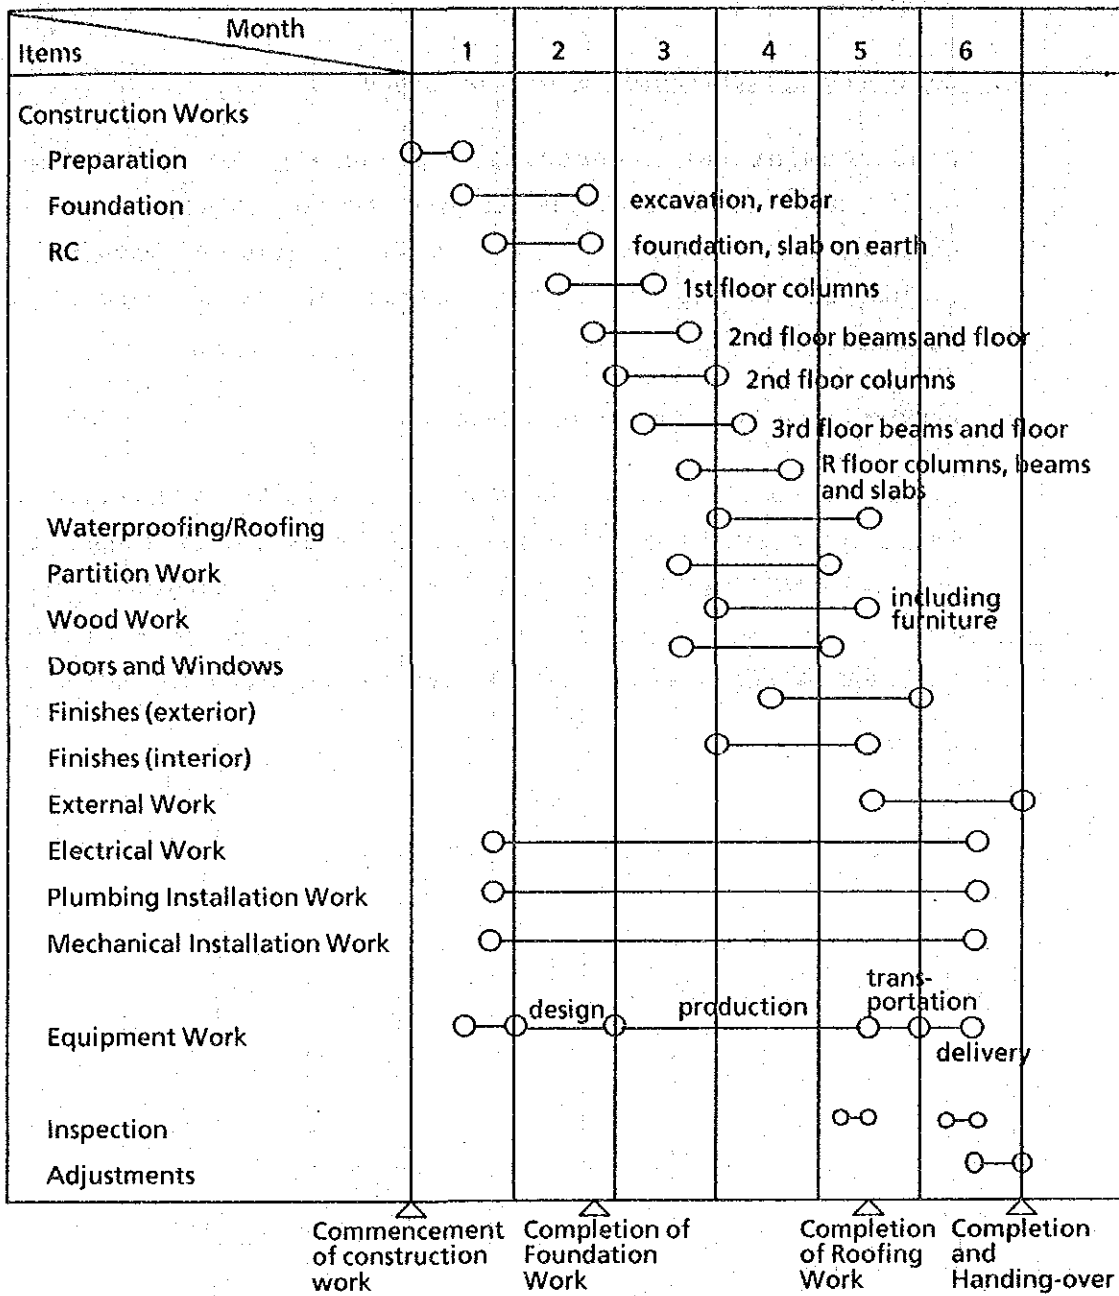 Month
Items
1 2 3 4 5 6
Construction Works
Preparation
Foundation
excavation, rebar
RC
foundation, slab on earth
1st floor columns
2nd floor beams and floor
2nd floor columns
3rd floor beams and floor
R floor columns, beams
and slabs
Waterproofing/Roofing
Partition Work
Wood Work
including
furniture
Doors and Windows
Finishes (exterior)
Finishes (interior)
External Work
Electrical Work
Plumbing Installation Work
Mechanical Installation Work
Equipment Work
design
production
trans-
portation
delivery
Inspection
Adjustments
Commencement
of construction
work
Completion of
Foundation
Work
Completion
of Roofing
Work
Completion
and
Handing-over